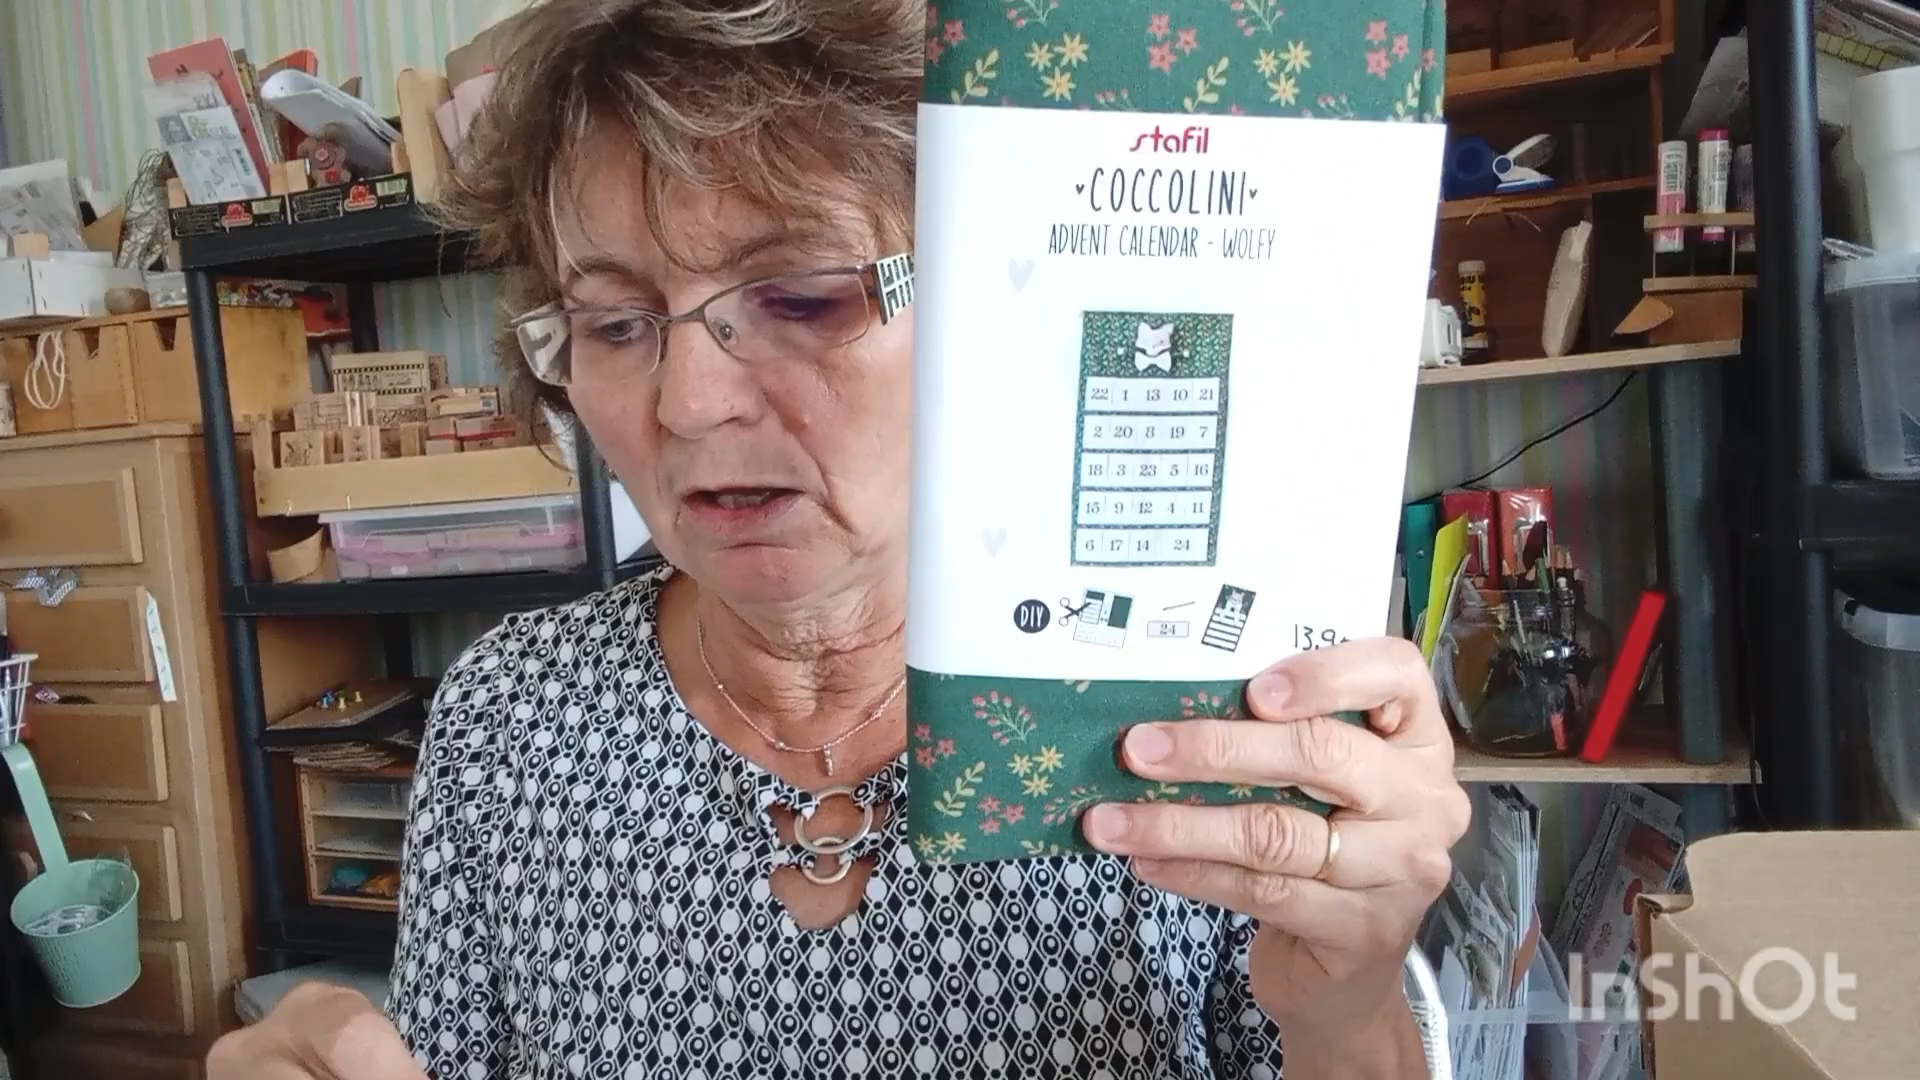 stafil
COCCOLINI
ADVENT CALENDAR - WOLFY
22 1 13 10 21
2 20 8 19 7
18 3 23 5 16
15 9 12 4 11
6 17 14 24
DIY
24
InShOt